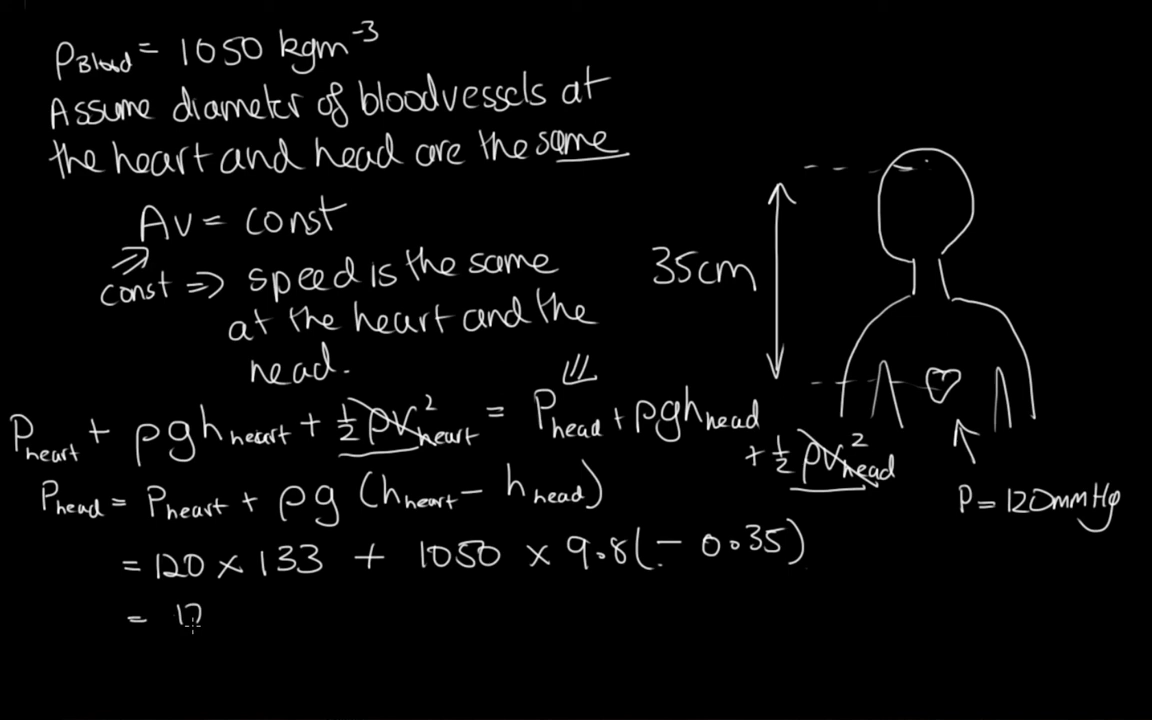 ρBlood = 1050 kgm⁻³
Assume diameter of bloodvessels at
the heart and head are the same
Av = const
const ⇒ speed is the same
at the heart and the
head.
35cm
Pheart + ρghheart + ½ρv²heart = Phead + ρghhead
+ ½ρv²head
P = 120mmHg
Phead = Pheart + ρg (hheart − hhead)
= 120 × 133 + 1050 × 9.8(− 0.35)
= 12